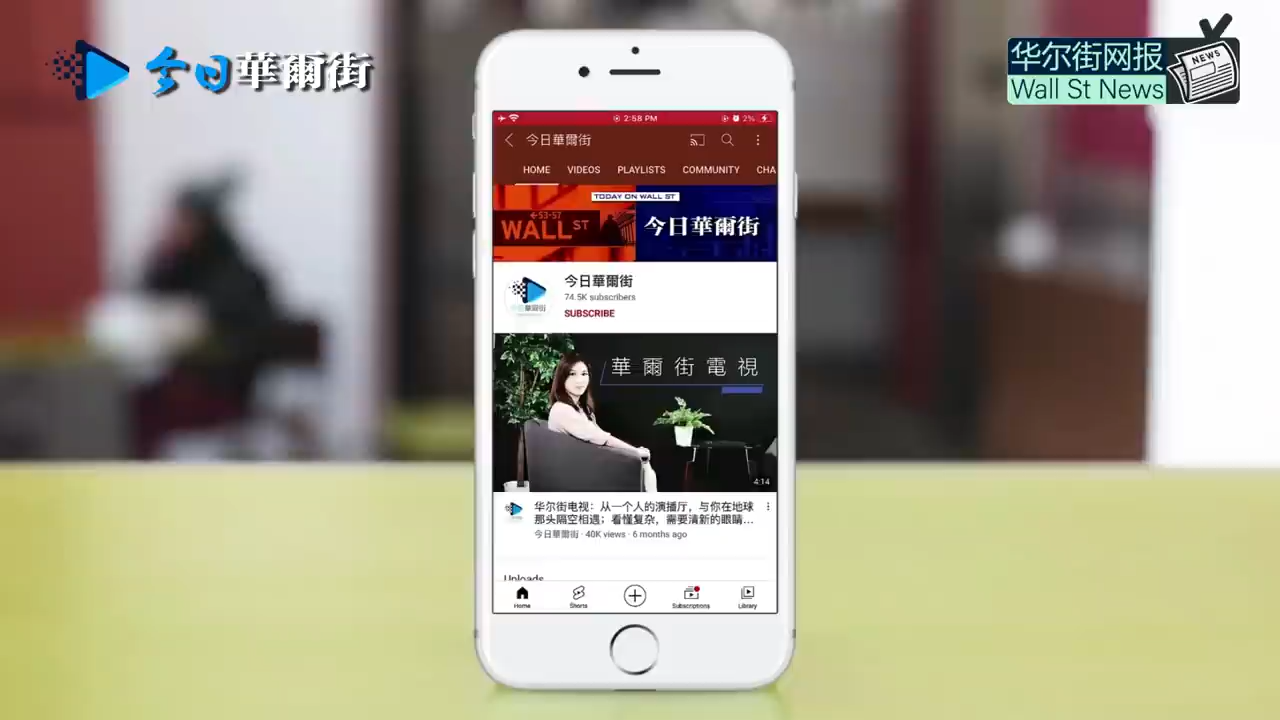 今日華爾街
华尔街网报
Wall St News
NEWS
2:58 PM
2%
今日華爾街
HOME VIDEOS PLAYLISTS COMMUNITY CHA
TODAY ON WALL ST
←53-57
WALL ST
今日華爾街
今日華爾街
74.5K subscribers
SUBSCRIBE
華爾街電視
4:14
华尔街电视：从一个人的演播厅，与你在地球
那头隔空相遇；看懂复杂，需要清新的眼睛...
今日華爾街 · 40K views · 6 months ago
Uploads
Home Shorts Subscriptions Library